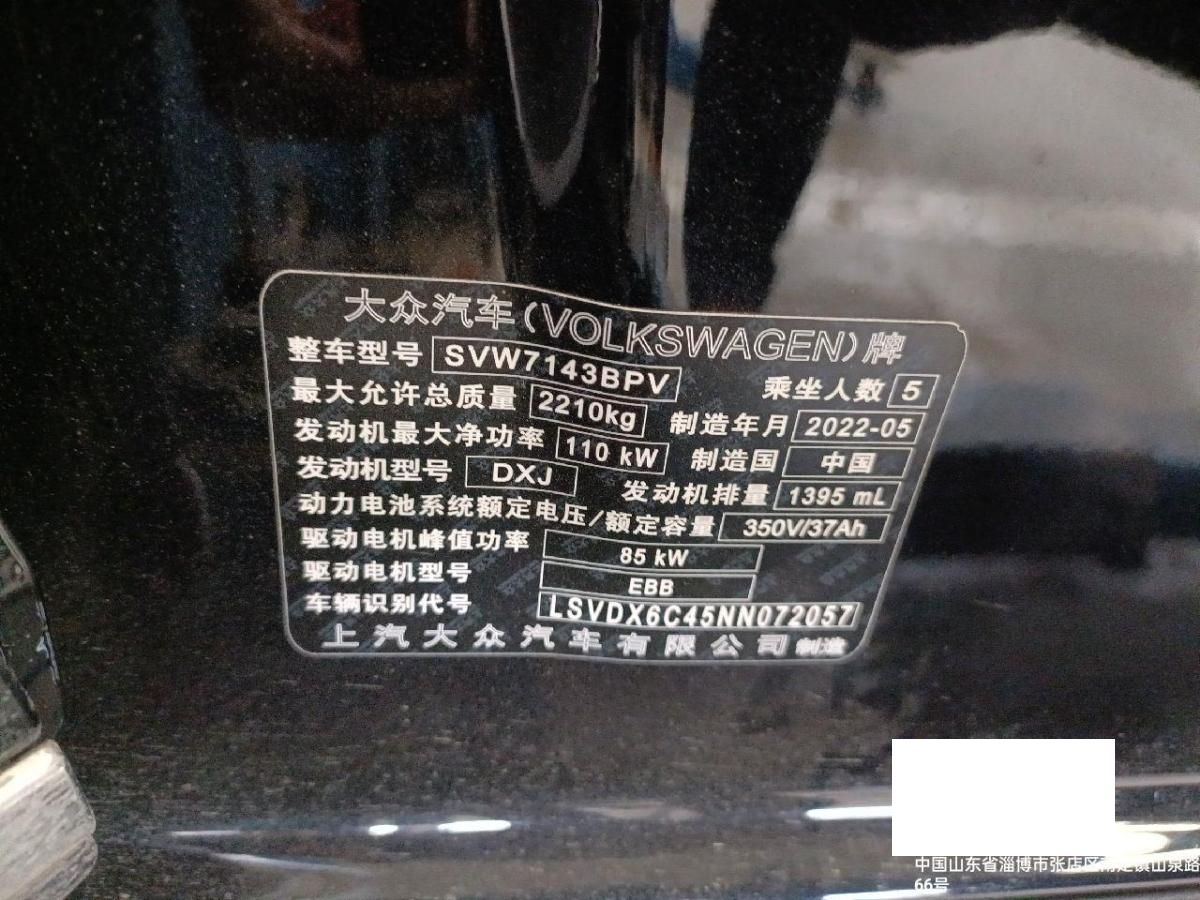 大众汽车(VOLKSWAGEN)牌
整车型号 SVW7143BPV 乘坐人数 5
最大允许总质量 2210kg 制造年月 2022-05
发动机最大净功率 110 kW 制造国 中国
发动机型号 DXJ 发动机排量 1395 mL
动力电池系统额定电压/额定容量 350V/37Ah
驱动电机峰值功率 85 kW
驱动电机型号 EBB
车辆识别代号 LSVDX6C45NN072057
上汽大众汽车有限公司 制造
中国山东省淄博市张店区南定镇山泉路
66号